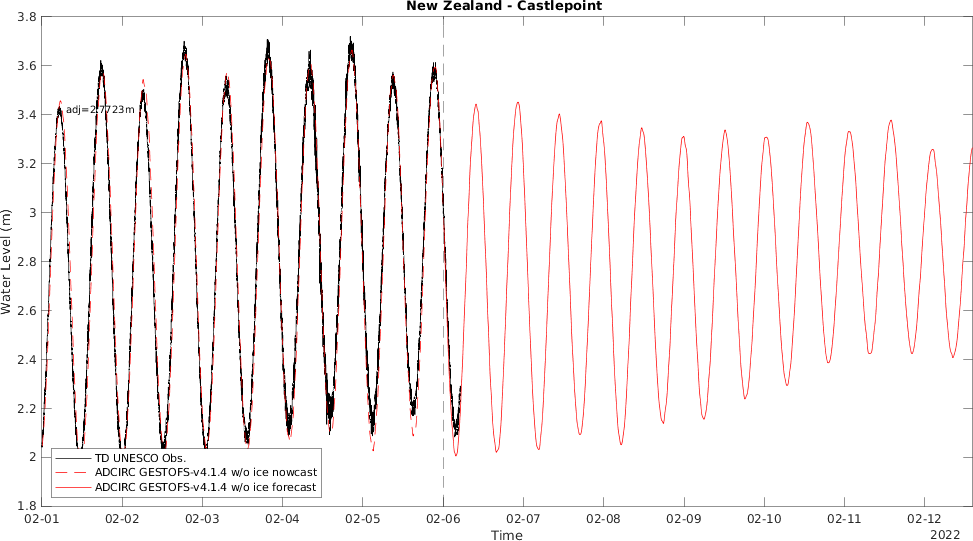 New Zealand - Castlepoint
3.8
3.6
3.4
3.2
3
2.8
2.6
2.4
2.2
2
1.8
Water Level (m)
adj=2.7723m
TD UNESCO Obs.
ADCIRC GESTOFS-v4.1.4 w/o ice nowcast
ADCIRC GESTOFS-v4.1.4 w/o ice forecast
02-01 02-02 02-03 02-04 02-05 02-06 02-07 02-08 02-09 02-10 02-11 02-12
Time
2022